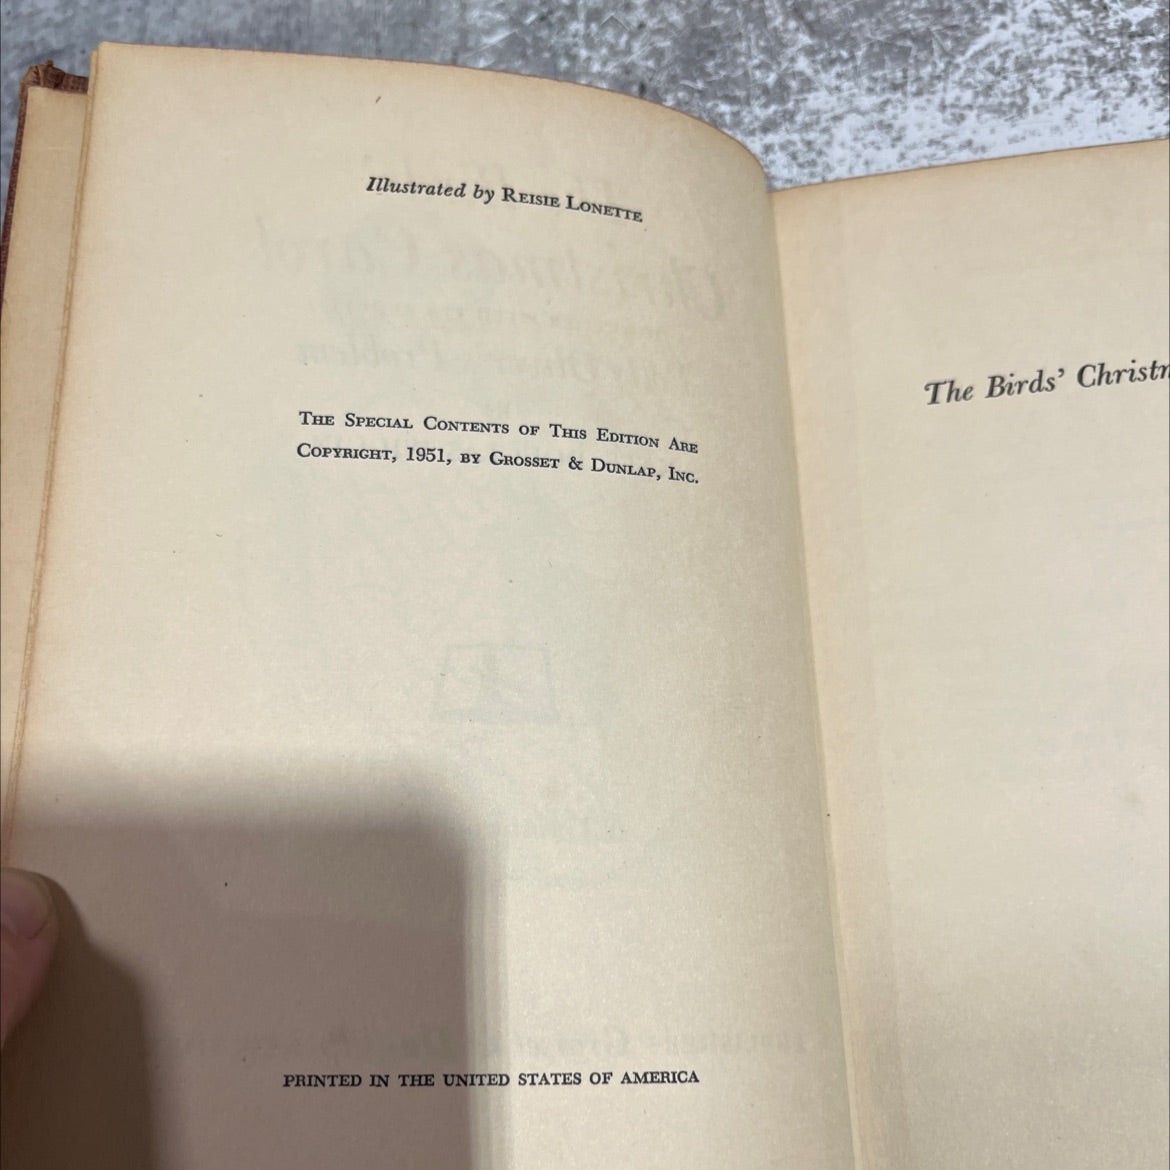 Illustrated by REISIE LONETTE
THE SPECIAL CONTENTS OF THIS EDITION ARE
COPYRIGHT, 1951, BY GROSSET & DUNLAP, INC.
PRINTED IN THE UNITED STATES OF AMERICA
The Birds'